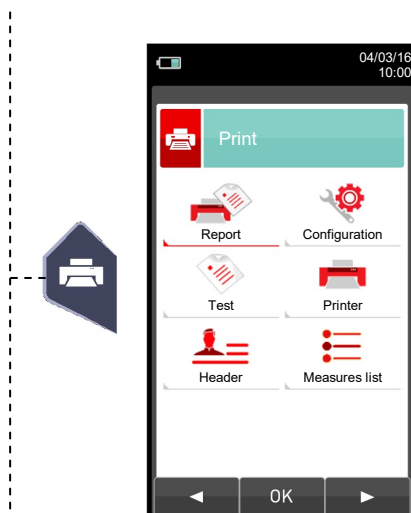 04/03/16
10:00
Print
Report
Configuration
Test
Printer
Header
Measures list
OK